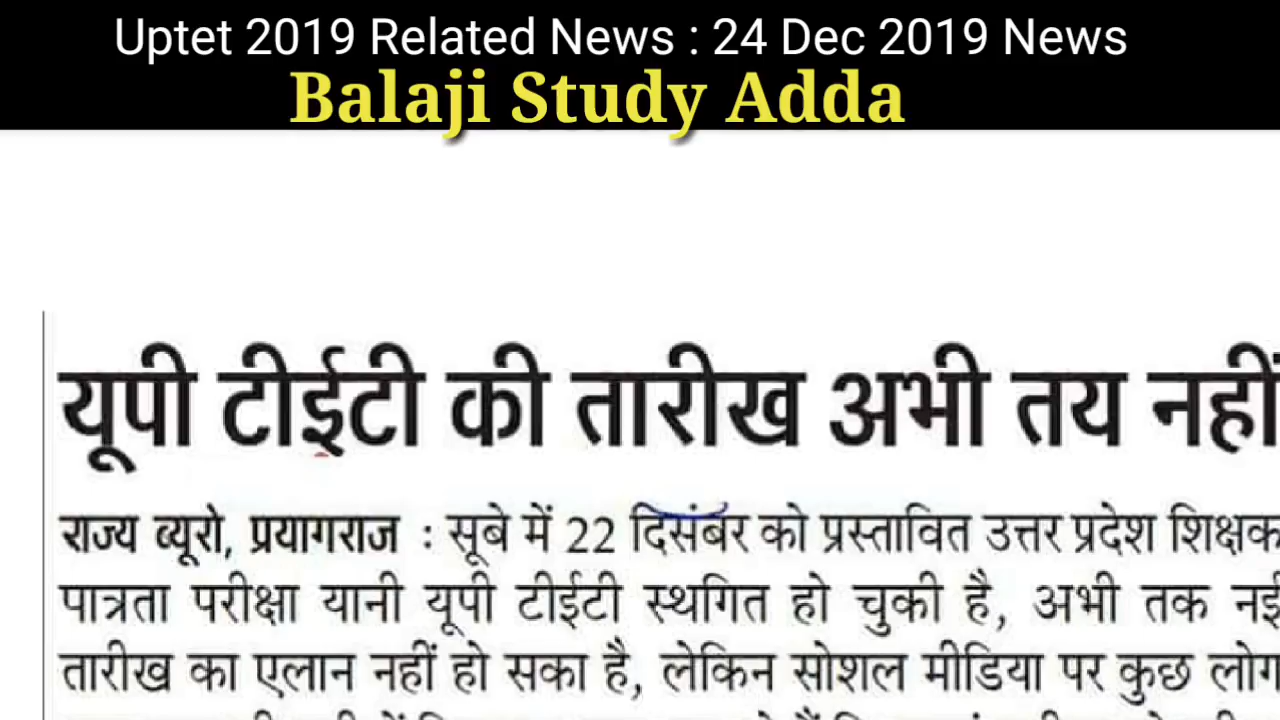 Uptet 2019 Related News : 24 Dec 2019 News
Balaji Study Adda
यूपी टीईटी की तारीख अभी तय नहीं
राज्य ब्यूरो, प्रयागराज : सूबे में 22 दिसंबर को प्रस्तावित उत्तर प्रदेश शिक्षक
पात्रता परीक्षा यानी यूपी टीईटी स्थगित हो चुकी है, अभी तक नई
तारीख का एलान नहीं हो सका है, लेकिन सोशल मीडिया पर कुछ लोग